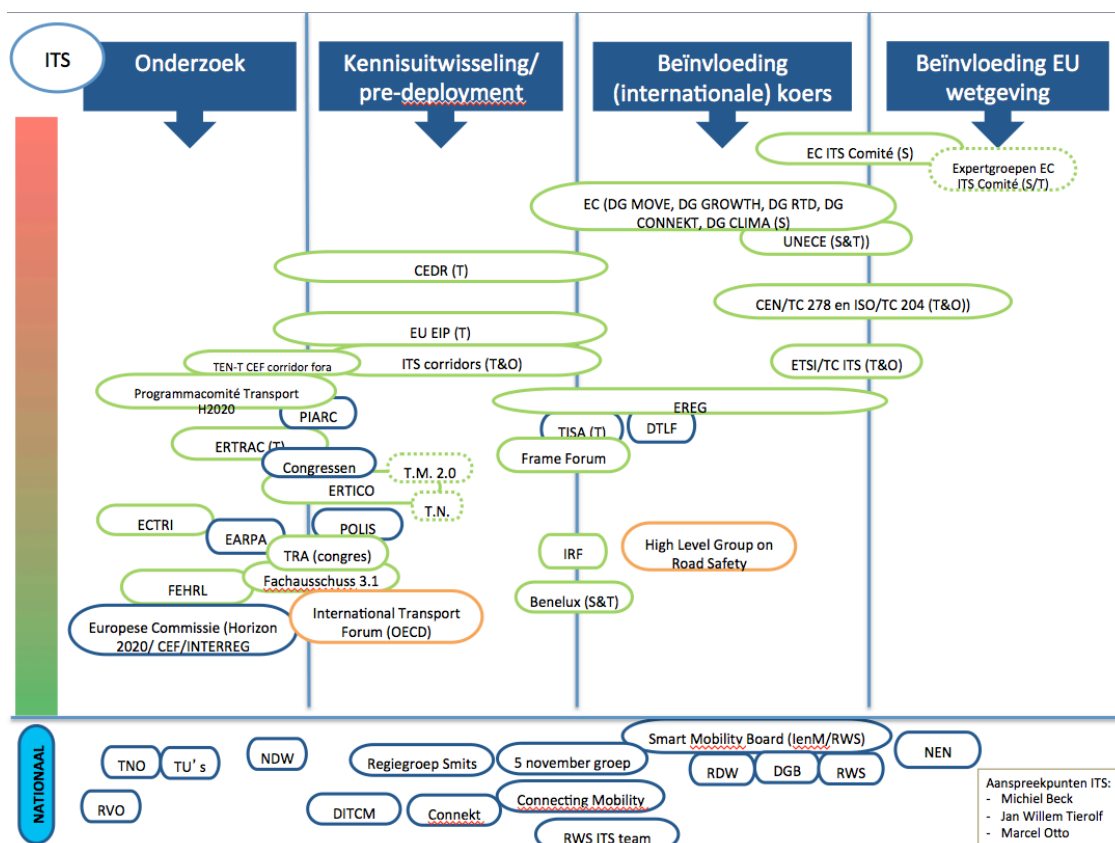 ITS
Onderzoek
Kennisuitwisseling/
pre-deployment
Beïnvloeding
(internationale) koers
Beïnvloeding EU
wetgeving
EC ITS Comité (S)
Expertgroepen EC
ITS Comité (S/T)
EC (DG MOVE, DG GROWTH, DG RTD, DG
CONNEKT, DG CLIMA (S)
UNECE (S&T))
CEDR (T)
CEN/TC 278 en ISO/TC 204 (T&O))
EU EIP (T)
TEN-T CEF corridor fora
ITS corridors (T&O)
ETSI/TC ITS (T&O)
Programmacomité Transport
H2020
EREG
PIARC
TISA (T)
DTLF
ERTRAC (T)
Frame Forum
Congressen
T.M. 2.0
ERTICO
T.N.
ECTRI
EARPA
POLIS
TRA (congres)
IRF
High Level Group on
Road Safety
Fachausschuss 3.1
FEHRL
Benelux (S&T)
Europese Commissie (Horizon
2020/ CEF/INTERREG
International Transport
Forum (OECD)
NATIONAAL
TNO
TU's
NDW
RVO
Regiegroep Smits
5 november groep
Smart Mobility Board (IenM/RWS)
NEN
RDW
DGB
RWS
DITCM
Connekt
Connecting Mobility
RWS ITS team
Aanspreekpunten ITS:
- Michiel Beck
- Jan Willem Tierolf
- Marcel Otto